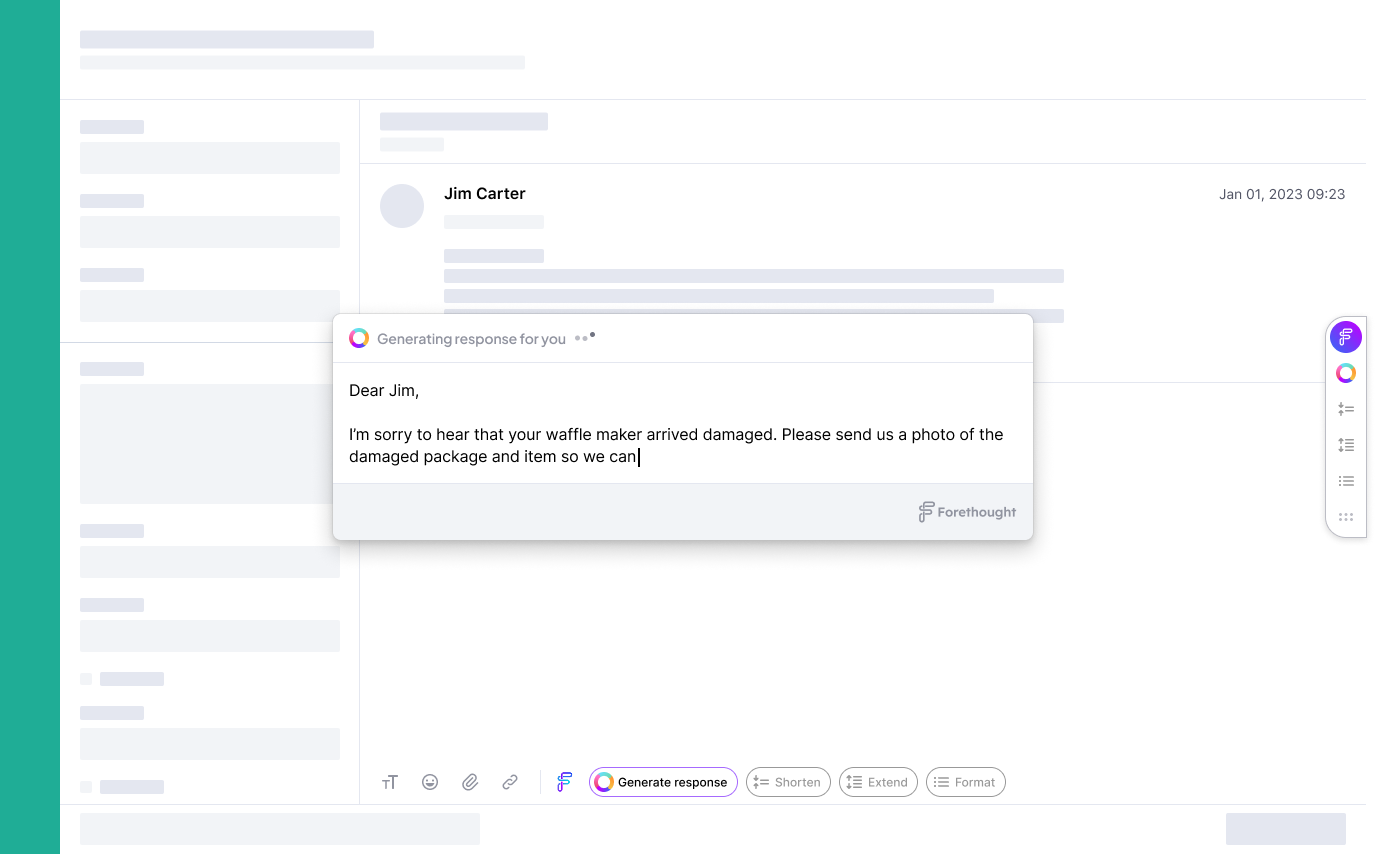 Jim Carter
Jan 01, 2023 09:23
Generating response for you
Dear Jim,
I’m sorry to hear that your waffle maker arrived damaged. Please send us a photo of the
damaged package and item so we can
Forethought
Generate response
Shorten
Extend
Format